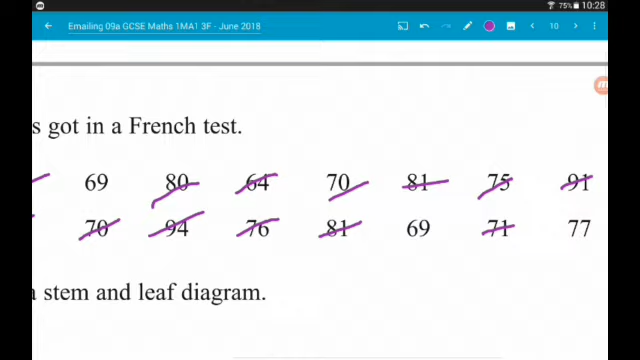 75% 10:28
Emailing 09a GCSE Maths 1MA1 3F - June 2018
10
s got in a French test.
69 80 64 70 81 75 91
70 94 76 81 69 71 77
a stem and leaf diagram.